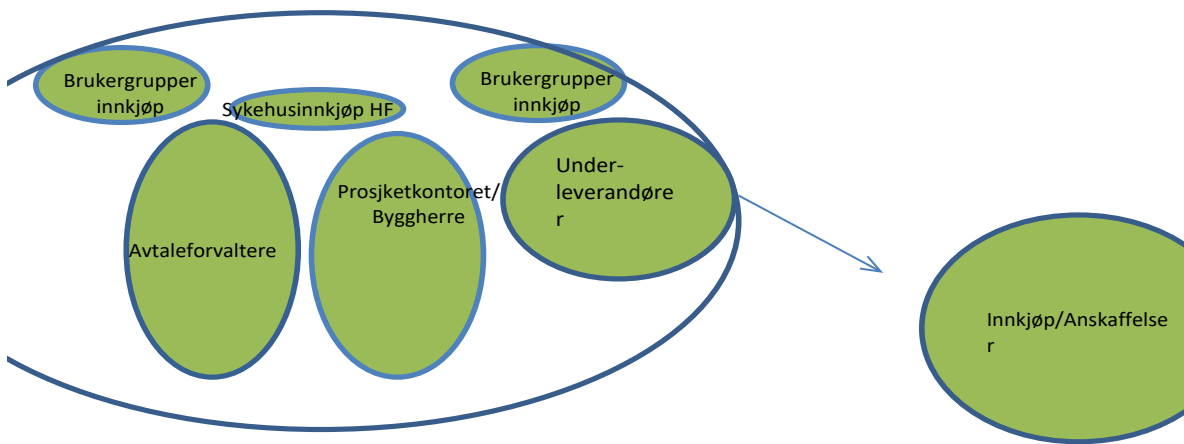 Brukergrupper
innkjøp
Sykehusinnkjøp HF
Brukergrupper
innkjøp
Avtaleforvaltere
Prosjketkontoret/
Byggherre
Under-
leverandøre
r
Innkjøp/Anskaffelse
r